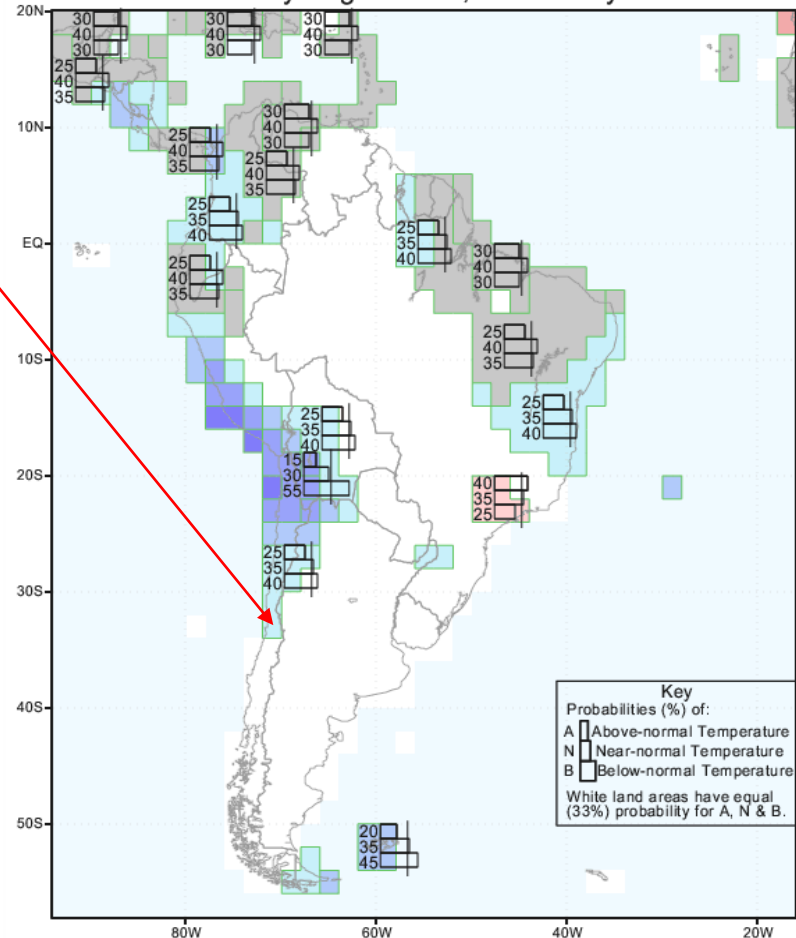 20N
30 30 30
40 40 40
30 30 30
25
40
35
10N
30
40
30
25
40
35
25
40
35
25
35
40
EQ
25
35
40
30
40
30
25
40
35
25
40
35
10S
25
35
40
25
35
40
15
30
55
20S
40
35
25
25
35
40
30S
40S
Key
Probabilities (%) of:
A Above-normal Temperature
N Near-normal Temperature
B Below-normal Temperature
White land areas have equal
(33%) probability for A, N & B.
50S
20
35
45
80W 60W 40W 20W